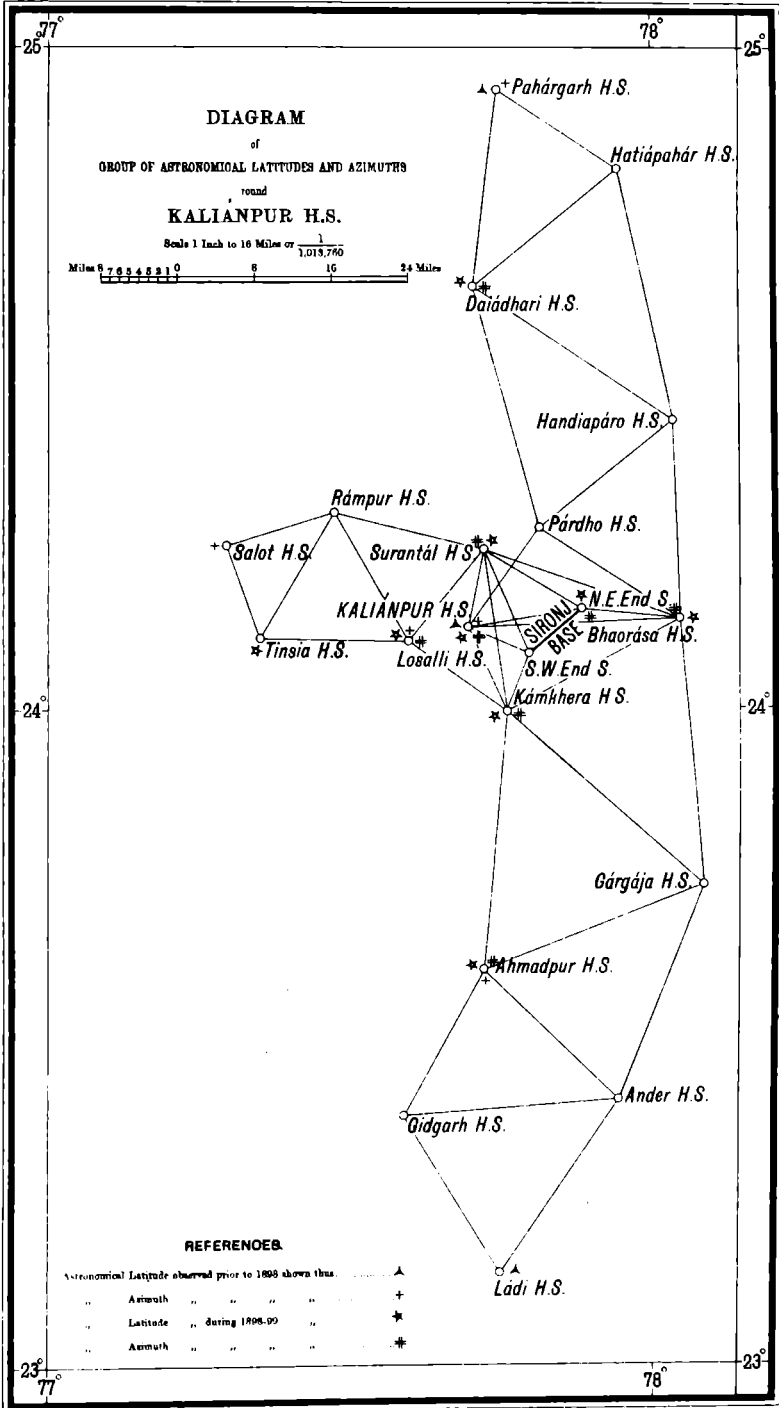 77° 78°
25° 25°
DIAGRAM
of
GROUP OF ASTRONOMICAL LATITUDES AND AZIMUTHS
round
KALIÁNPUR H.S.
Scale 1 Inch to 16 Miles or 1/1,013,760
Miles 8 7 6 5 4 3 2 1 0 8 16 24 Miles
Pahárgarh H.S.
Hatiápahár H.S.
Daiádhari H.S.
Handiapáro H.S.
Rámpur H.S.
Párdho H.S.
Salot H.S.
Surantál H.S.
KALIÁNPUR H.S.
N.E. End S.
SIRONJ
BASE
Bhaorása H.S.
Tinsia H.S.
Losalli H.S.
S.W. End S.
Kámkhera H.S.
24° 24°
Gárgája H.S.
Ahmadpur H.S.
Ander H.S.
Gidgarh H.S.
Ládi H.S.
REFERENCES.
Astronomical Latitude observed prior to 1898 shown thus
„ Azimuth „ „ „ „
„ Latitude „ during 1898-99 „
„ Azimuth „ „ „ „
23° 23°
77° 78°